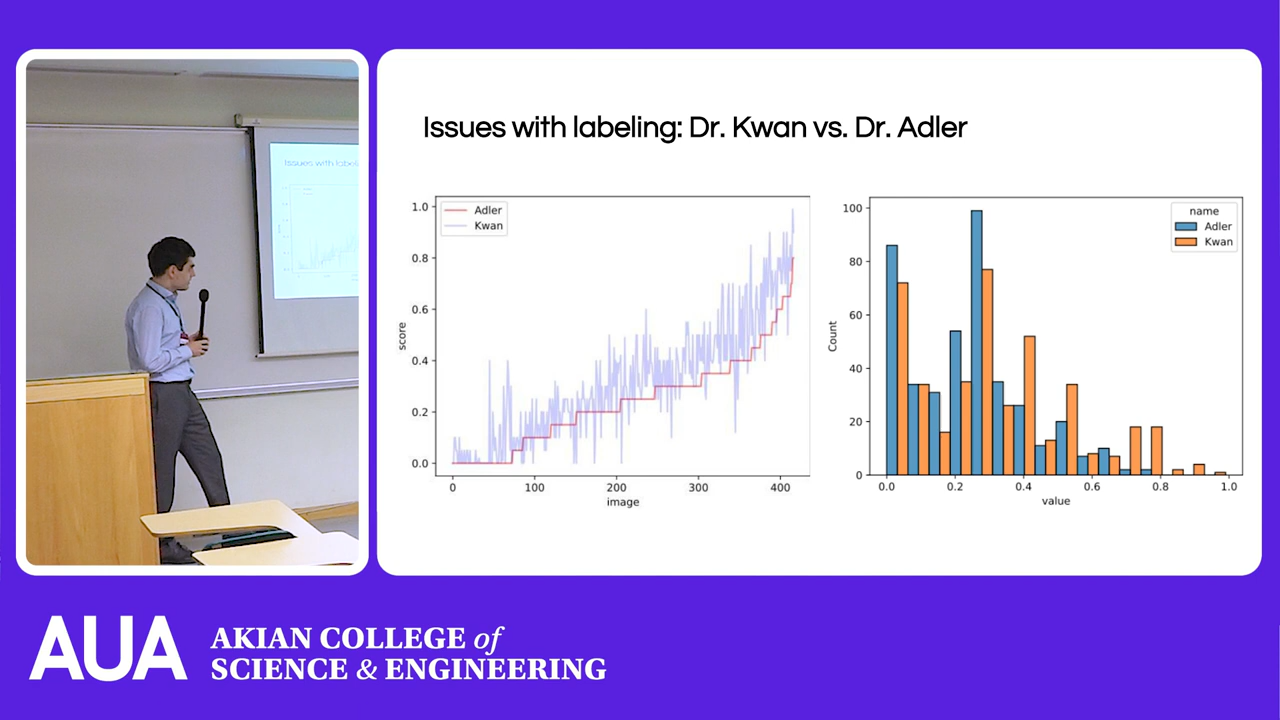 Issues with labeling: Dr. Kwan vs. Dr. Adler
Issues with label
1.0
0.8
0.6
0.4
0.2
0.0
score
Adler
Kwan
0
100
200
300
400
image
100
80
60
40
20
0
Count
name
Adler
Kwan
0.0
0.2
0.4
0.6
0.8
1.0
value
AUA
AKIAN COLLEGE of
SCIENCE & ENGINEERING